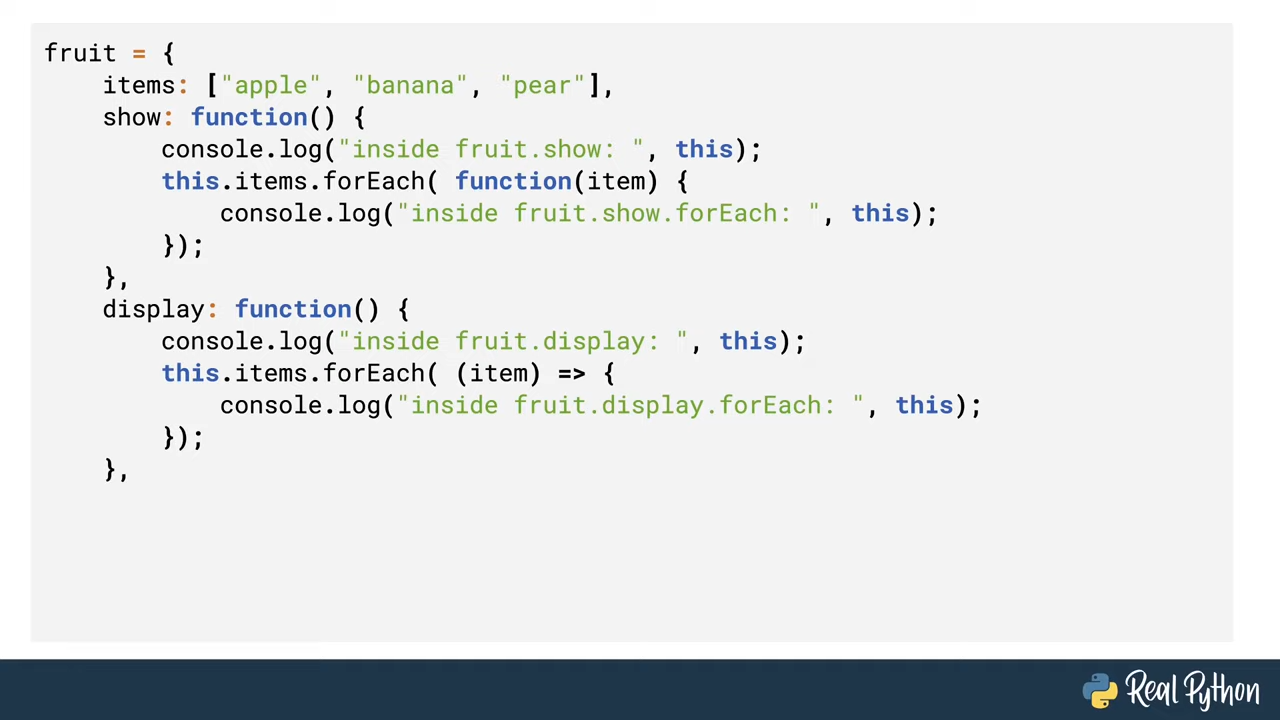 fruit = {
    items: ["apple", "banana", "pear"],
    show: function() {
        console.log("inside fruit.show: ", this);
        this.items.forEach( function(item) {
            console.log("inside fruit.show.forEach: ", this);
        });
    },
    display: function() {
        console.log("inside fruit.display: ", this);
        this.items.forEach( (item) => {
            console.log("inside fruit.display.forEach: ", this);
        });
    },
Real Python